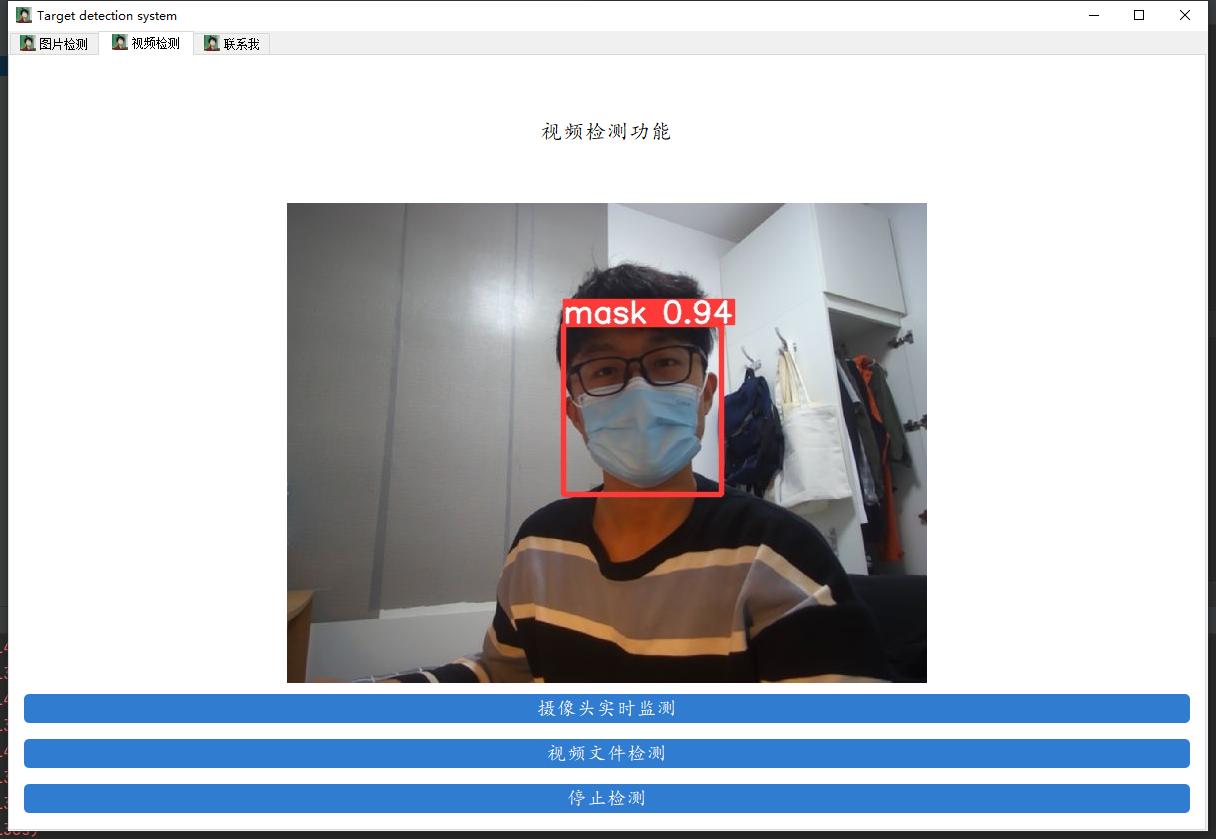 Target detection system
图片检测
视频检测
联系我
视频检测功能
mask 0.94
摄像头实时监测
视频文件检测
停止检测